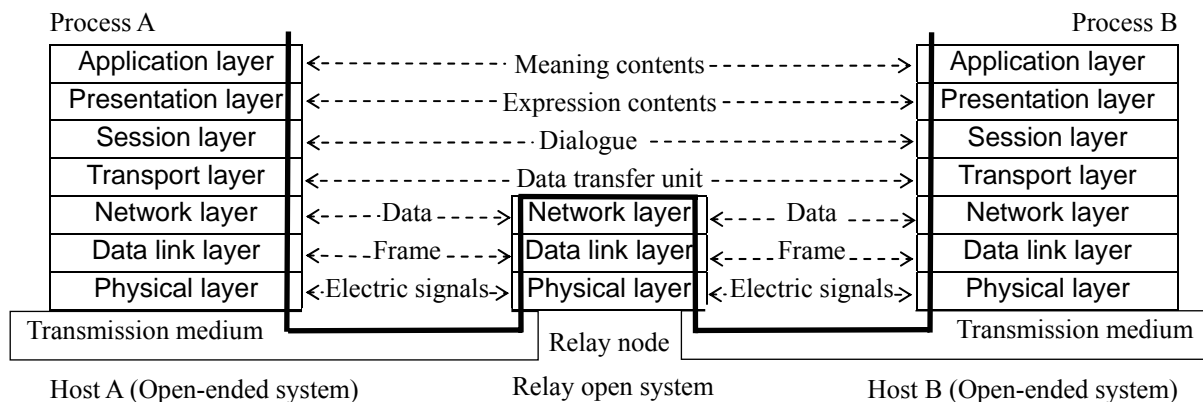 Process A Process B
Application layer Meaning contents Application layer
Presentation layer Expression contents Presentation layer
Session layer Dialogue Session layer
Transport layer Data transfer unit Transport layer
Network layer Data Network layer Data Network layer
Data link layer Frame Data link layer Frame Data link layer
Physical layer Electric signals Physical layer Electric signals Physical layer
Transmission medium Relay node Transmission medium
Host A (Open-ended system) Relay open system Host B (Open-ended system)